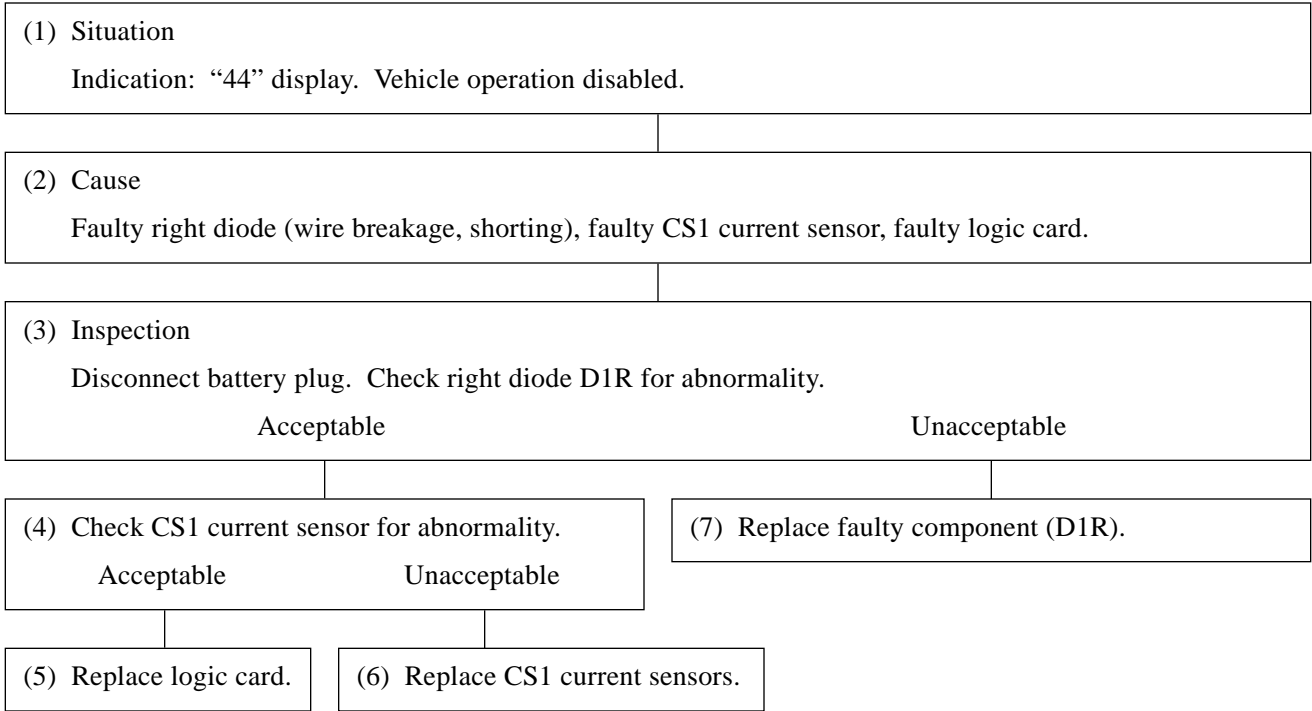 (1) Situation
Indication: “44” display. Vehicle operation disabled.
(2) Cause
Faulty right diode (wire breakage, shorting), faulty CS1 current sensor, faulty logic card.
(3) Inspection
Disconnect battery plug. Check right diode D1R for abnormality.
Acceptable Unacceptable
(4) Check CS1 current sensor for abnormality.
Acceptable Unacceptable
(7) Replace faulty component (D1R).
(5) Replace logic card.
(6) Replace CS1 current sensors.